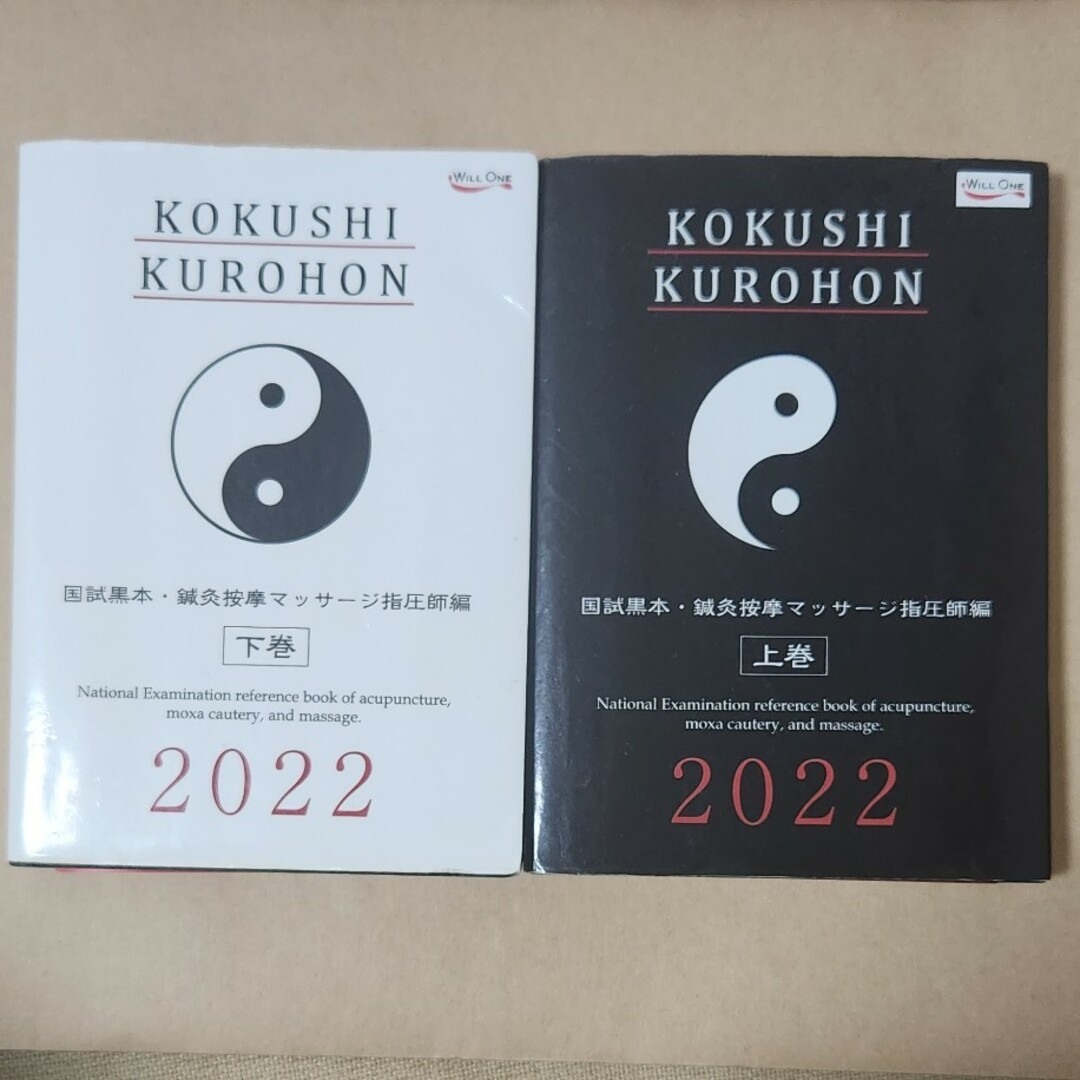 WILL ONE
KOKUSHI
KUROHON
国試黒本・鍼灸按摩マッサージ指圧師編
下巻
National Examination reference book of acupuncture,
moxa cautery, and massage.
2022
WILL ONE
KOKUSHI
KUROHON
国試黒本・鍼灸按摩マッサージ指圧師編
上巻
National Examination reference book of acupuncture,
moxa cautery, and massage.
2022